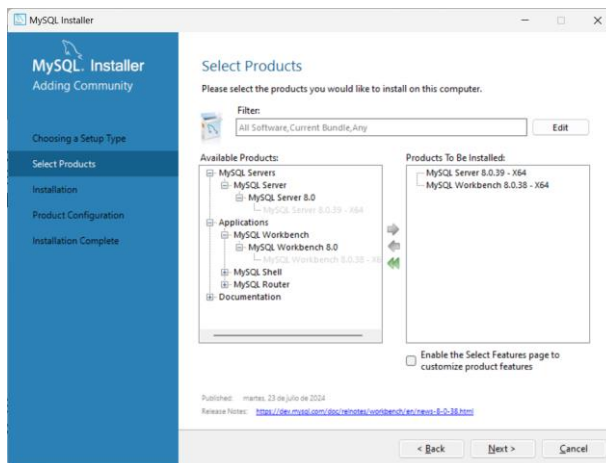 MySQL Installer
MySQL. Installer
Adding Community
Choosing a Setup Type
Select Products
Installation
Product Configuration
Installation Complete
Select Products
Please select the products you would like to install on this computer.
Filter:
All Software,Current Bundle,Any
Edit
Available Products:
MySQL Servers
MySQL Server
MySQL Server 8.0
MySQL Server 8.0.39 - X64
Applications
MySQL Workbench
MySQL Workbench 8.0
MySQL Workbench 8.0.38 - X6
MySQL Shell
MySQL Router
Documentation
Products To Be Installed:
MySQL Server 8.0.39 - X64
MySQL Workbench 8.0.38 - X64
Enable the Select Features page to
customize product features
Published: martes, 23 de julio de 2024
Release Notes: https://dev.mysql.com/doc/relnotes/workbench/en/news-8-0-38.html
< Back
Next >
Cancel